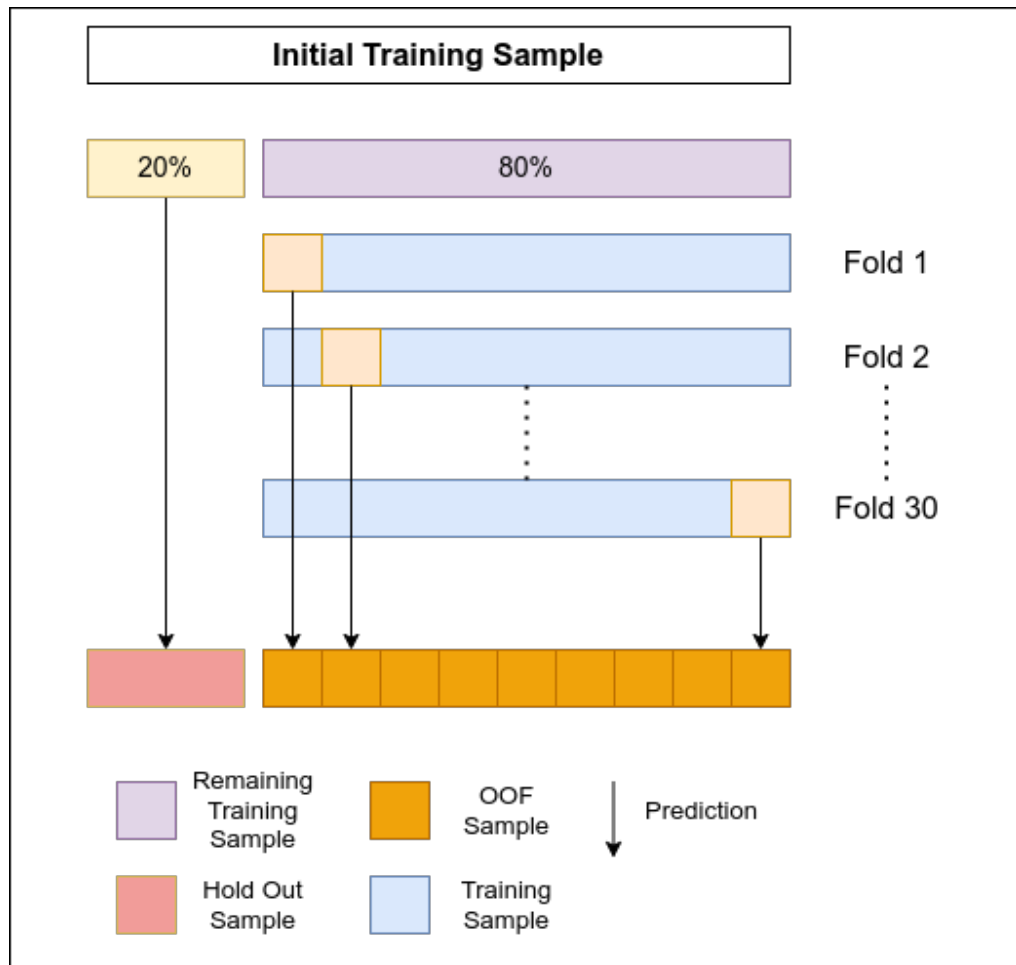 Initial Training Sample
20%
80%
Fold 1
Fold 2
Fold 30
Remaining
Training
Sample
OOF
Sample
Prediction
Hold Out
Sample
Training
Sample